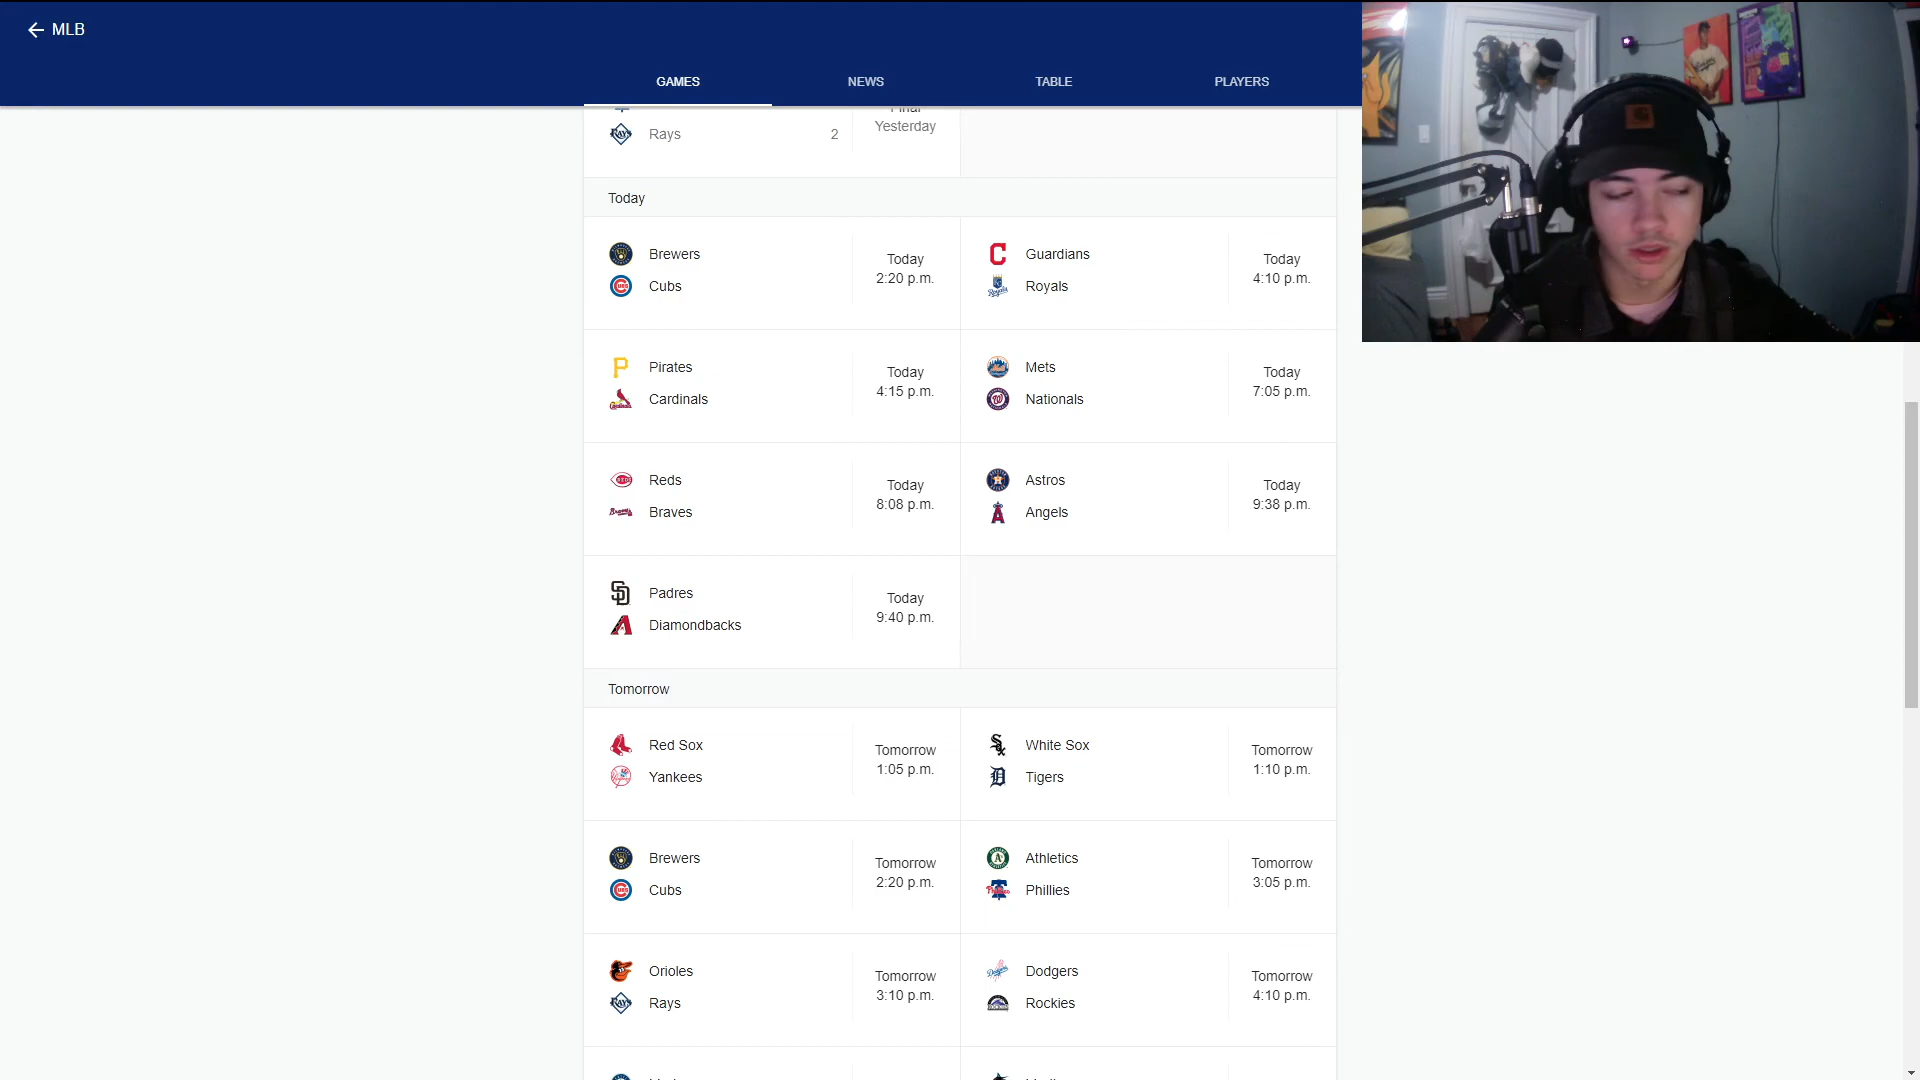 MLB
GAMES NEWS TABLE PLAYERS
Final
Rays 2 Yesterday
Today
Brewers
Cubs
Today
2:20 p.m.
Guardians
Royals
Today
4:10 p.m.
Pirates
Cardinals
Today
4:15 p.m.
Mets
Nationals
Today
7:05 p.m.
Reds
Braves
Today
8:08 p.m.
Astros
Angels
Today
9:38 p.m.
Padres
Diamondbacks
Today
9:40 p.m.
Tomorrow
Red Sox
Yankees
Tomorrow
1:05 p.m.
White Sox
Tigers
Tomorrow
1:10 p.m.
Brewers
Cubs
Tomorrow
2:20 p.m.
Athletics
Phillies
Tomorrow
3:05 p.m.
Orioles
Rays
Tomorrow
3:10 p.m.
Dodgers
Rockies
Tomorrow
4:10 p.m.